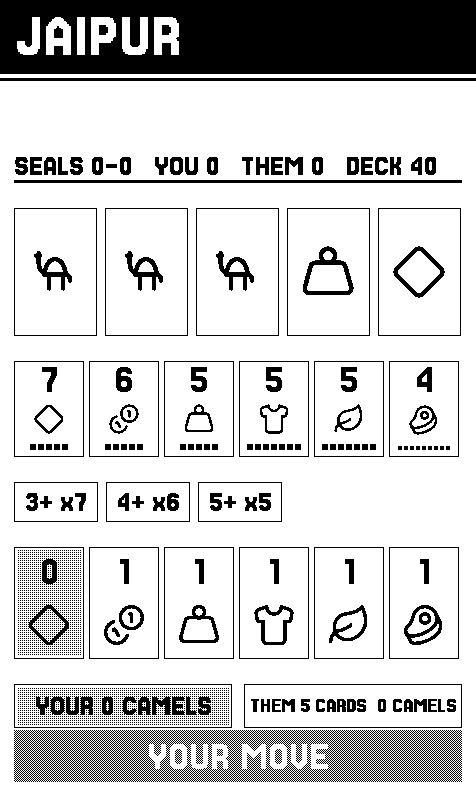 JAIPUR
SEALS 0-0 YOU 0 THEM 0 DECK 40
7 6 5 5 5 4
3+ x7 4+ x6 5+ x5
0 1 1 1 1 1
YOUR 0 CAMELS THEM 5 CARDS 0 CAMELS
YOUR MOVE